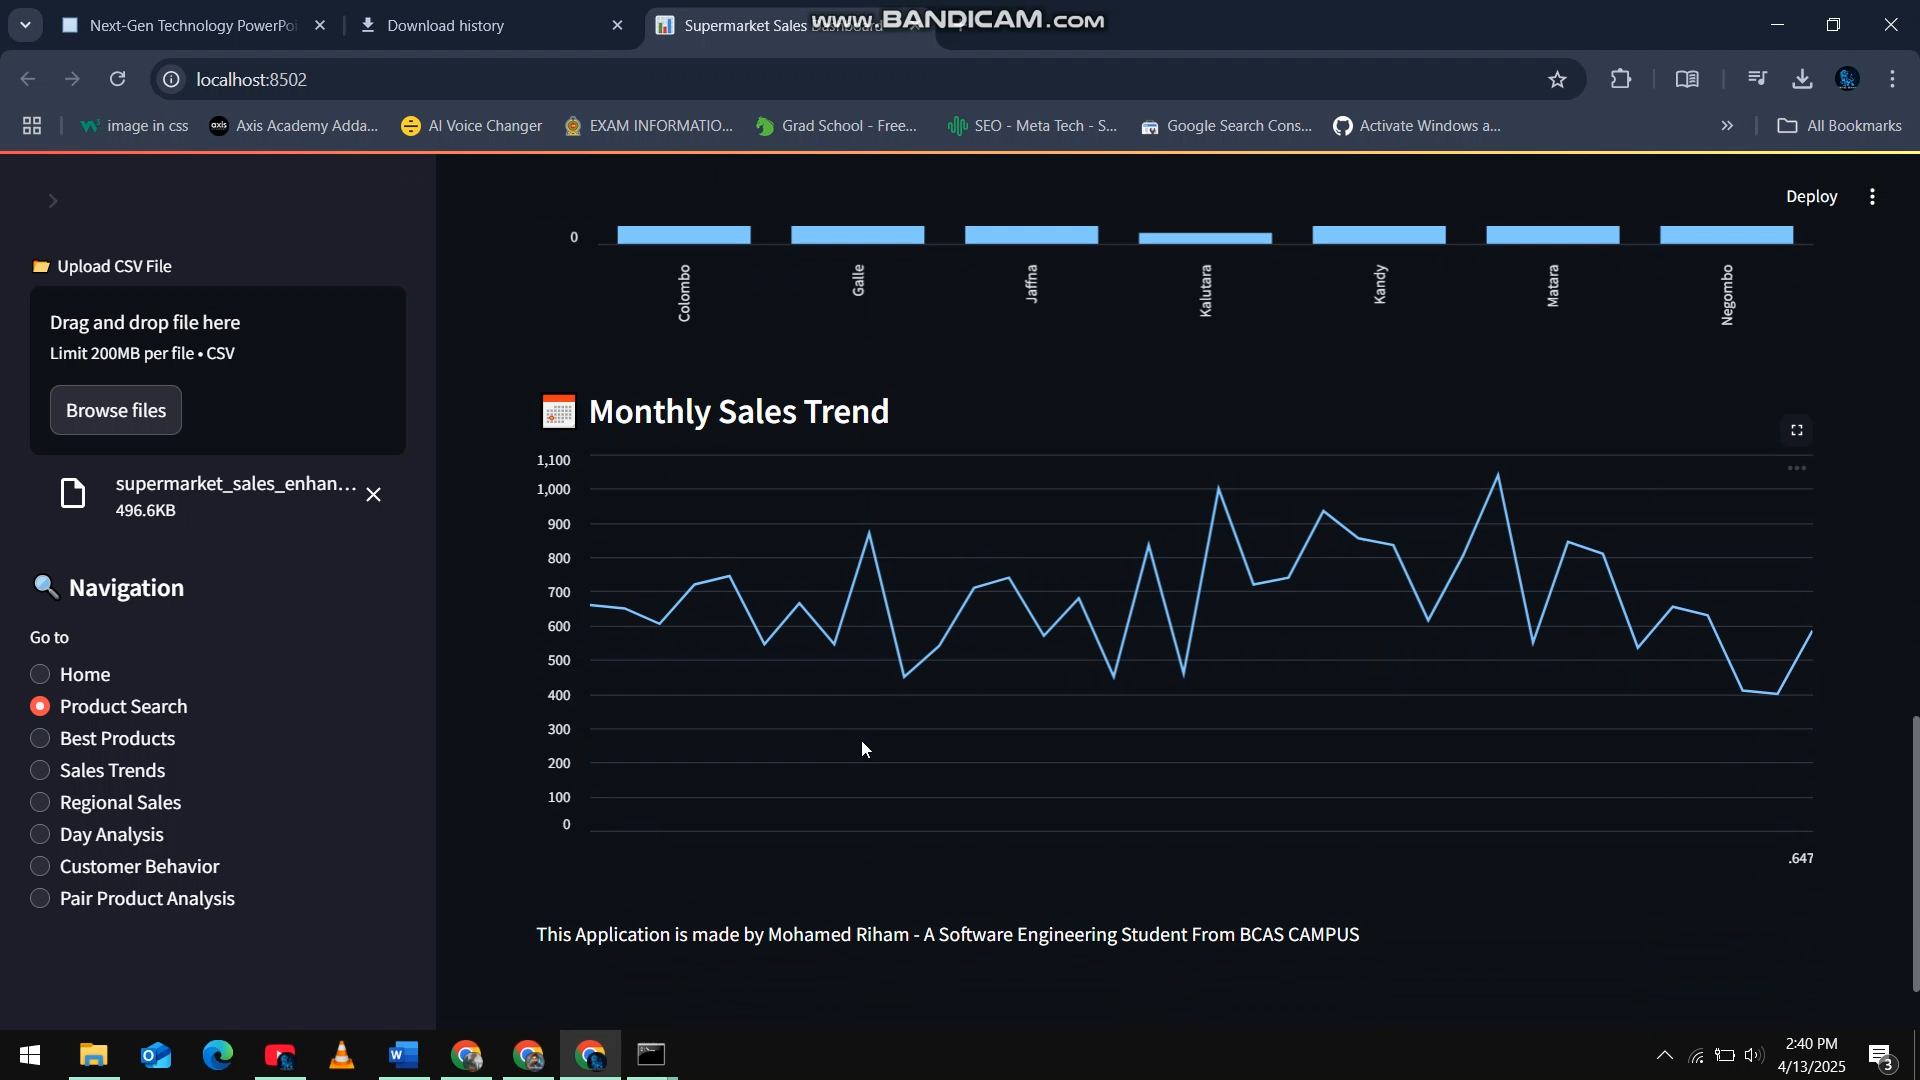 Next-Gen Technology PowerPoi
Download history
Supermarket Sales Dashboard
www.BANDICAM.com
localhost:8502
image in css
Axis Academy Adda...
AI Voice Changer
EXAM INFORMATIO...
Grad School - Free...
SEO - Meta Tech - S...
Google Search Cons...
Activate Windows a...
All Bookmarks
Deploy
Upload CSV File
Drag and drop file here
Limit 200MB per file • CSV
Browse files
supermarket_sales_enhan...
496.6KB
Navigation
Go to
Home
Product Search
Best Products
Sales Trends
Regional Sales
Day Analysis
Customer Behavior
Pair Product Analysis
0
Colombo
Galle
Jaffna
Kalutara
Kandy
Matara
Negombo
Monthly Sales Trend
1,100
1,000
900
800
700
600
500
400
300
200
100
0
.647
This Application is made by Mohamed Riham - A Software Engineering Student From BCAS CAMPUS
2:40 PM
4/13/2025
3